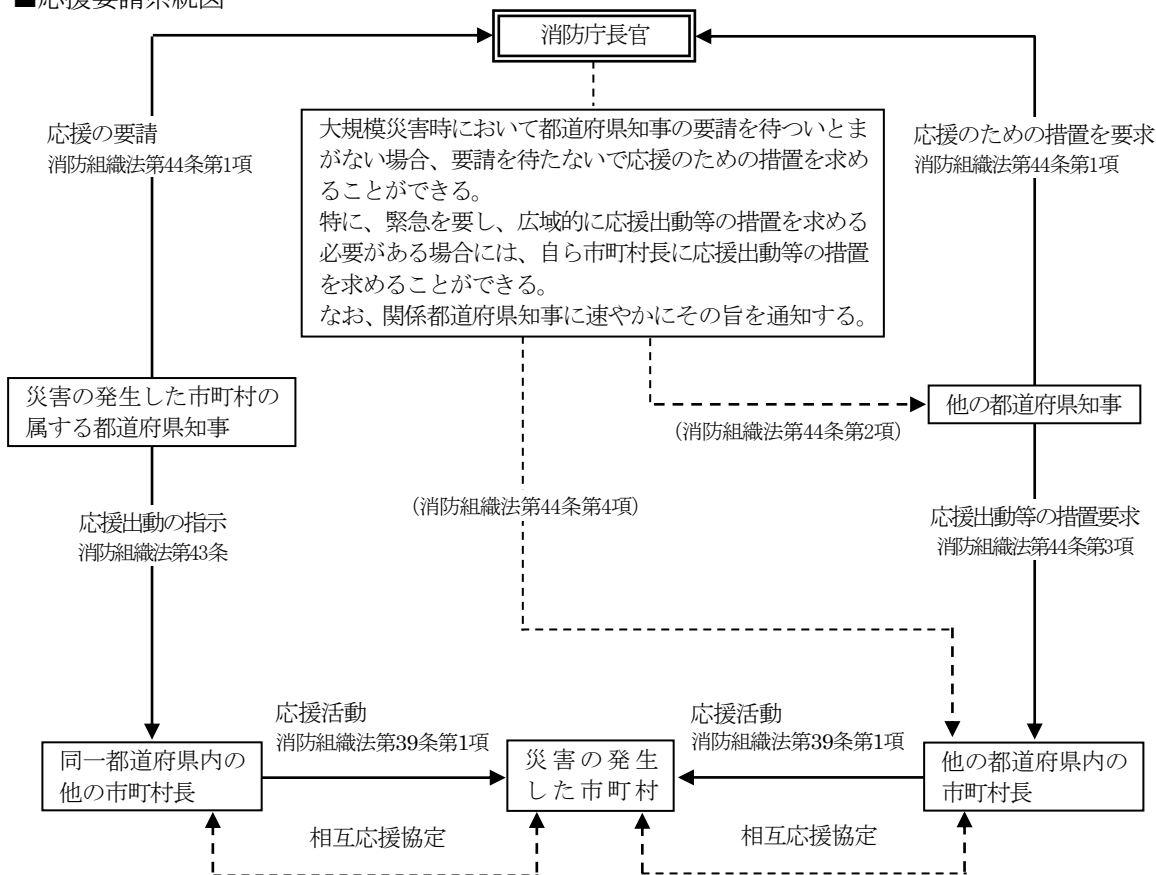 ■応援要請系統図
消防庁長官
応援の要請
消防組織法第44条第1項
大規模災害時において都道府県知事の要請を待ついとま
がない場合、要請を待たないで応援のための措置を求め
ることができる。
特に、緊急を要し、広域的に応援出動等の措置を求める
必要がある場合には、自ら市町村長に応援出動等の措置
を求めることができる。
なお、関係都道府県知事に速やかにその旨を通知する。
応援のための措置を要求
消防組織法第44条第1項
災害の発生した市町村の
属する都道府県知事
他の都道府県知事
(消防組織法第44条第2項)
(消防組織法第44条第4項)
応援出動の指示
消防組織法第43条
応援出動等の措置要求
消防組織法第44条第3項
応援活動
消防組織法第39条第1項
応援活動
消防組織法第39条第1項
同一都道府県内の
他の市町村長
災害の発生
した市町村
他の都道府県内の
市町村長
相互応援協定
相互応援協定